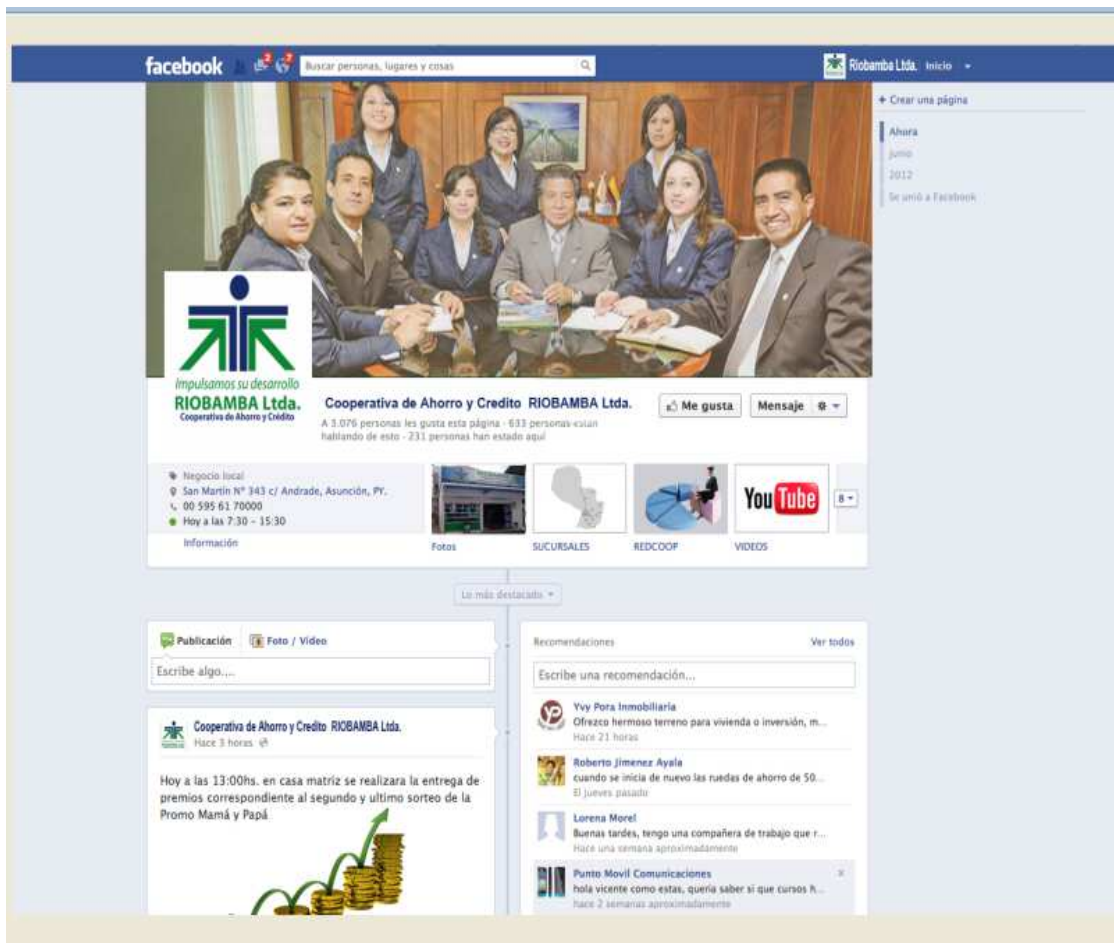 facebook
2
7
Buscar personas, lugares y cosas
Riobamba Ltda. Inicio
+ Crear una página
Ahora
junio
2012
Se unió a Facebook
Impulsamos su desarrollo
RIOBAMBA Ltda.
Cooperativa de Ahorro y Crédito
Cooperativa de Ahorro y Credito RIOBAMBA Ltda.
A 3.076 personas les gusta esta página · 633 personas están
hablando de esto · 231 personas han estado aquí
Me gusta
Mensaje
Negocio local
San Martín N° 343 c/ Andrade, Asunción, PY.
00 595 61 70000
Hoy a las 7:30 - 15:30
Información
Fotos
SUCURSALES
REDCOOP
You Tube
VIDEOS
8
Lo más destacado
Publicación
Foto / Vídeo
Escribe algo....
Cooperativa de Ahorro y Credito RIOBAMBA Ltda.
Hace 3 horas
Hoy a las 13:00hs. en casa matriz se realizara la entrega de
premios correspondiente al segundo y ultimo sorteo de la
Promo Mamá y Papá
Recomendaciones
Ver todos
Escribe una recomendación...
Yvy Pora Inmobiliaria
Ofrezco hermoso terreno para vivienda o inversión, m...
Hace 21 horas
Roberto Jimenez Ayala
cuando se inicia de nuevo las ruedas de ahorro de 50...
El jueves pasado
Lorena Morel
Buenas tardes, tengo una compañera de trabajo que r...
Hace una semana aproximadamente
Punto Movil Comunicaciones
hola vicente como estas, queria saber si que cursos h...
hace 2 semanas aproximadamente